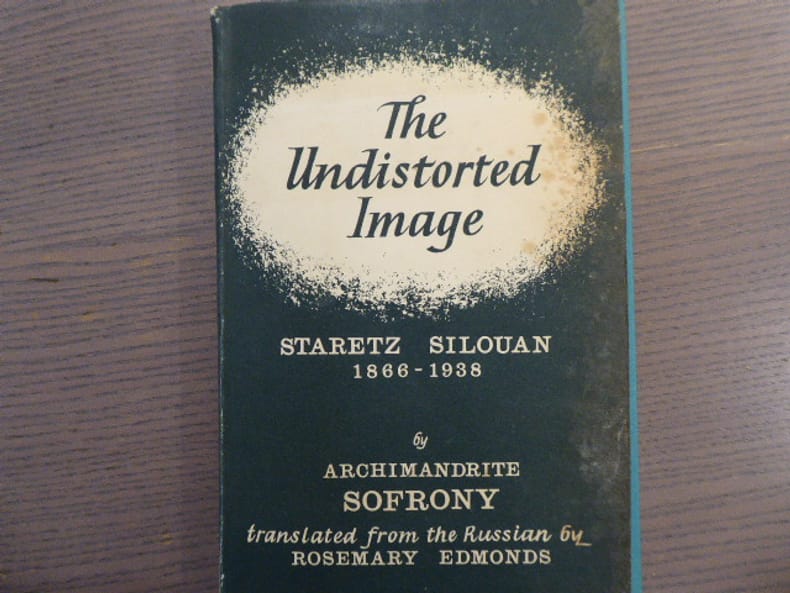 The
Undistorted
Image
STARETZ SILOUAN
1866-1938
by
ARCHIMANDRITE
SOFRONY
translated from the Russian by
ROSEMARY EDMONDS